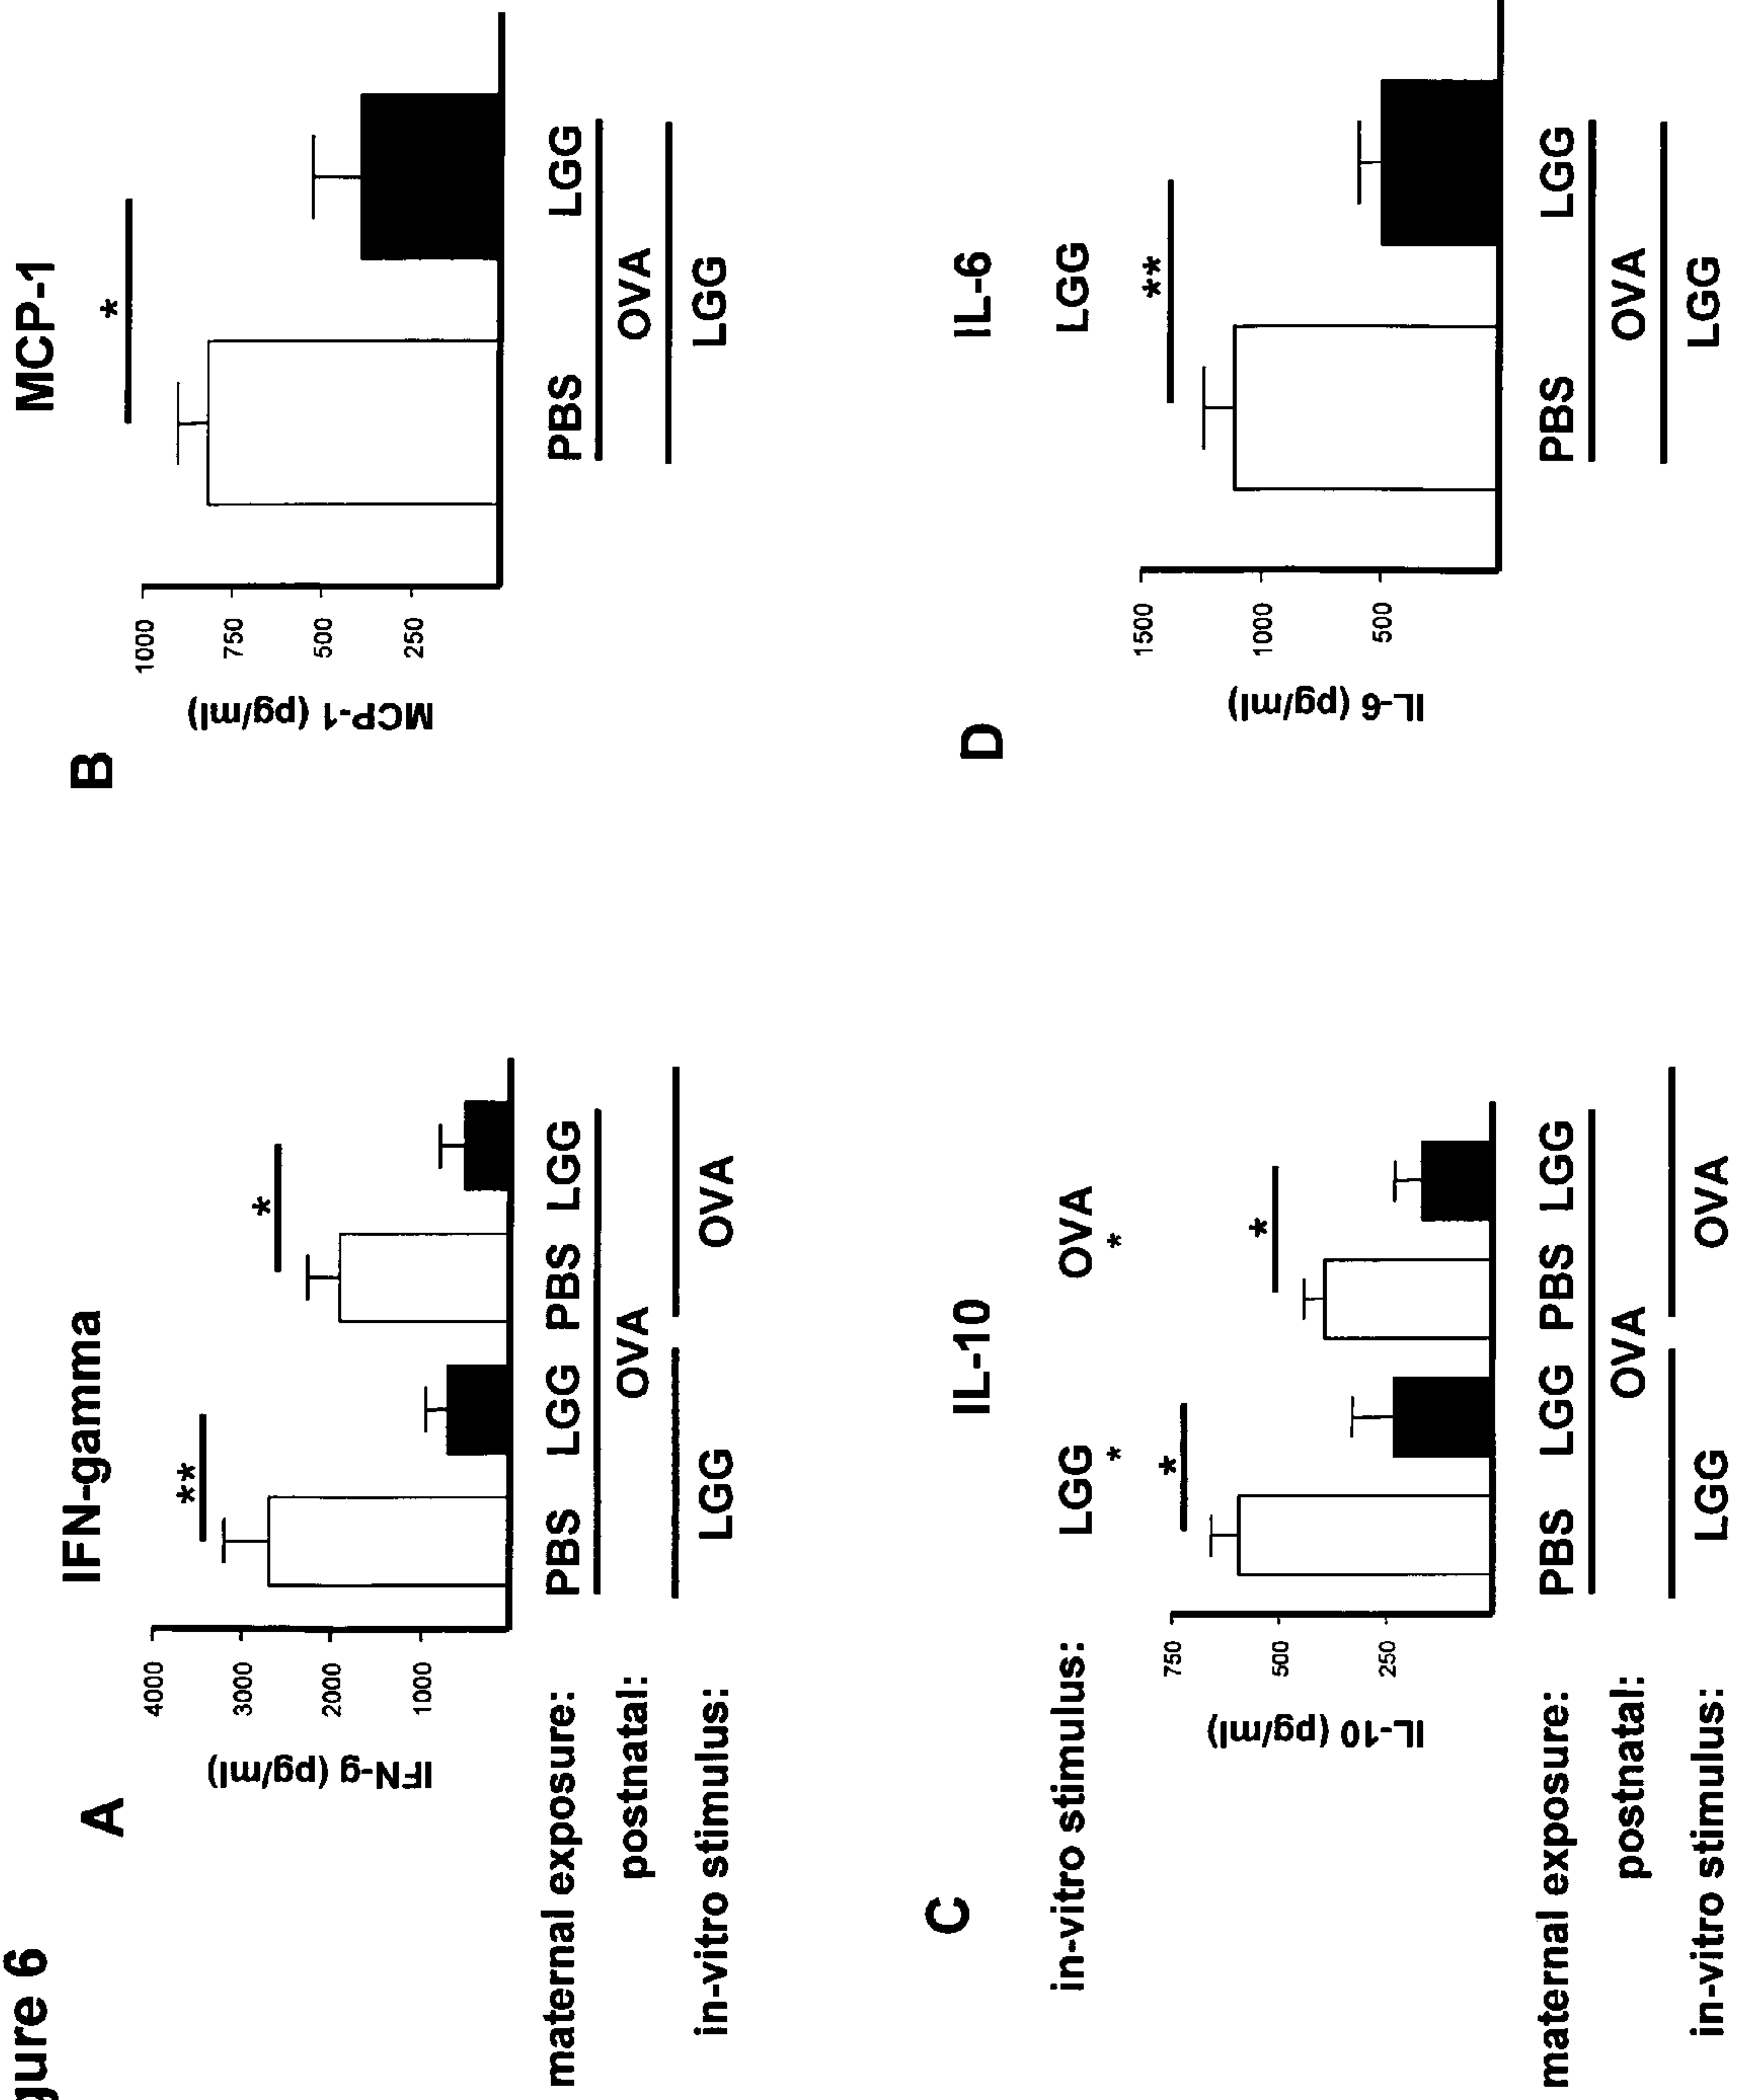 gure 6
A
IFN-gamma
**
*
IFN-g (pg/ml)
4000
3000
2000
1000
maternal exposure: PBS LGG PBS LGG
postnatal: OVA
in-vitro stimulus: LGG OVA
B
MCP-1
*
MCP-1 (pg/ml)
1000
750
500
250
PBS LGG
OVA
LGG
C
IL-10
in-vitro stimulus: LGG OVA
* *
*
*
IL-10 (pg/ml)
750
500
250
maternal exposure: PBS LGG PBS LGG
postnatal: OVA
in-vitro stimulus: LGG OVA
D
IL-6
LGG
**
IL-6 (pg/ml)
1500
1000
500
PBS LGG
OVA
LGG